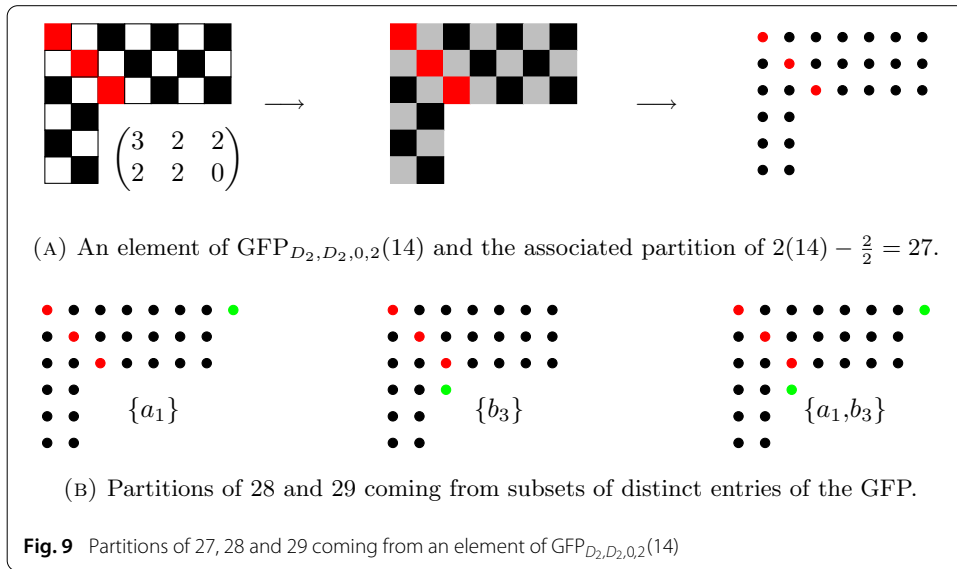 ⟶ ⟶
(3 2 2
2 2 0)
(A) An element of GFP_{D_2,D_2,0,2}(14) and the associated partition of 2(14) − \frac{2}{2} = 27.
{a_1} {b_3} {a_1,b_3}
(B) Partitions of 28 and 29 coming from subsets of distinct entries of the GFP.
Fig. 9 Partitions of 27, 28 and 29 coming from an element of GFP_{D_2,D_2,0,2}(14)